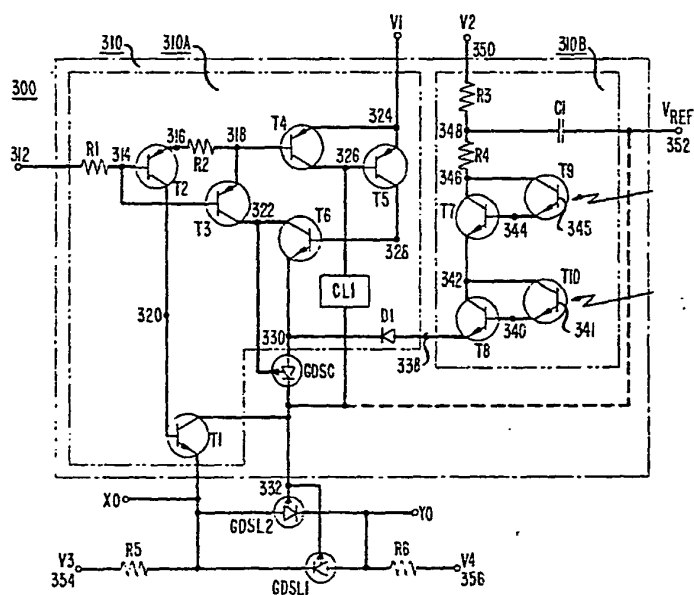 V1
V2
310
310A
350
310B
300
R3
T4
324
C1
VREF
316
318
348
352
R1
R2
326
R4
312
314
T2
346
T9
T5
322
T6
T7
T3
344
345
328
342
T10
CL1
320
D1
330
340
341
338
T8
GDSC
T1
332
X0
Y0
GDSL2
V3
R5
R6
V4
354
356
GDSL1